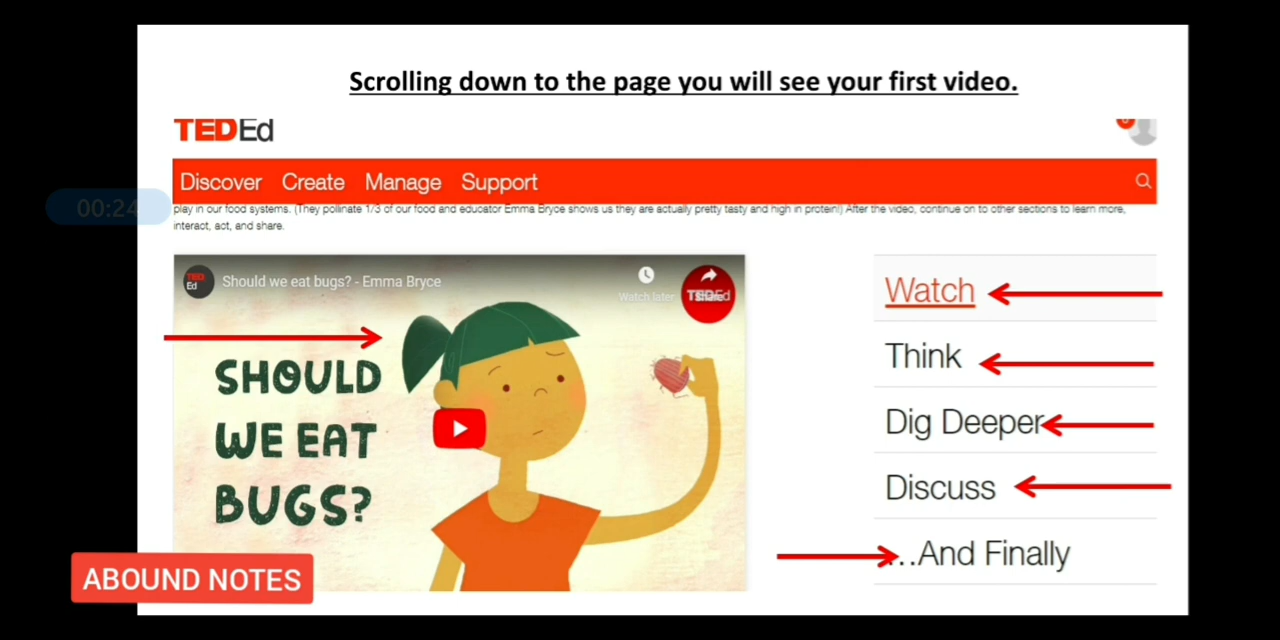 Scrolling down to the page you will see your first video.
TEDEd
Discover Create Manage Support
00:24
play in our food systems. (They pollinate 1/3 of our food and educator Emma Bryce shows us they are actually pretty tasty and high in protein!) After the video, continue on to other sections to learn more,
interact, act, and share.
TED Ed
Should we eat bugs? - Emma Bryce
Watch later
Share
SHOULD
WE EAT
BUGS?
Watch
Think
Dig Deeper
Discuss
...And Finally
ABOUND NOTES